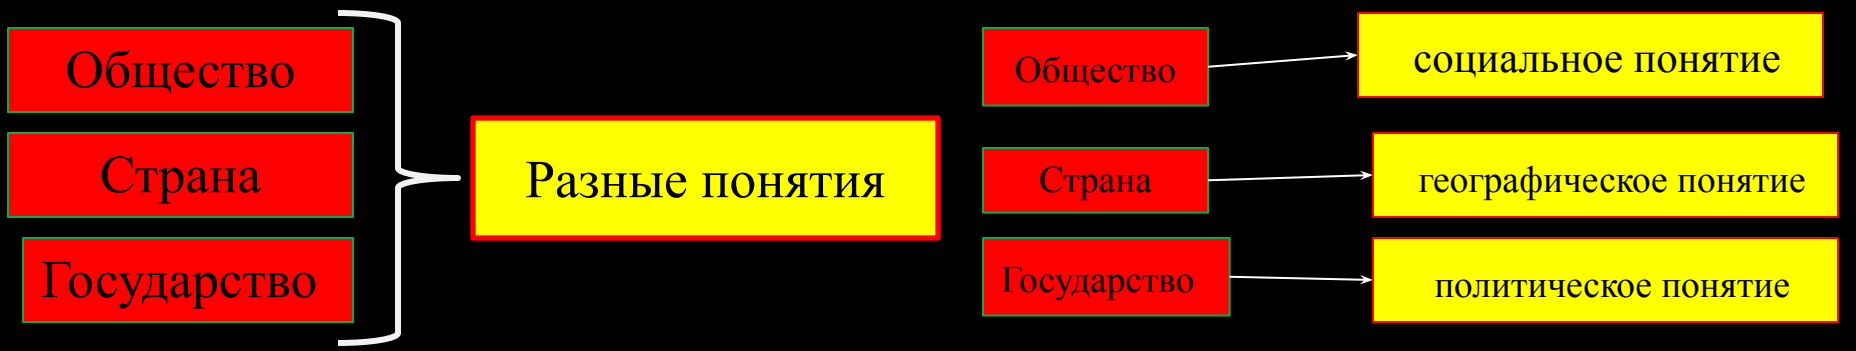 Общество
Страна
Государство
Разные понятия
Общество
социальное понятие
Страна
географическое понятие
Государство
политическое понятие